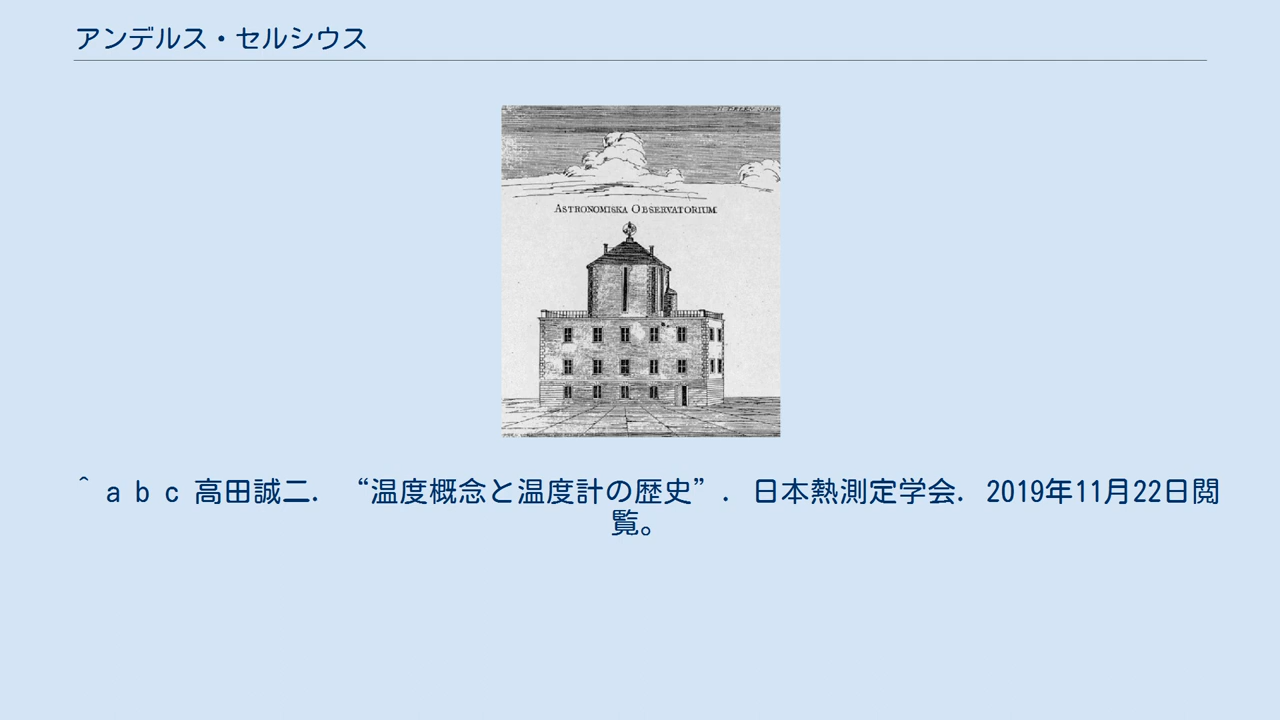 アンデルス・セルシウス
ASTRONOMISKA OBSERVATORIUM
^ a b c 高田誠二. “温度概念と温度計の歴史”. 日本熱測定学会. 2019年11月22日閲
覧。